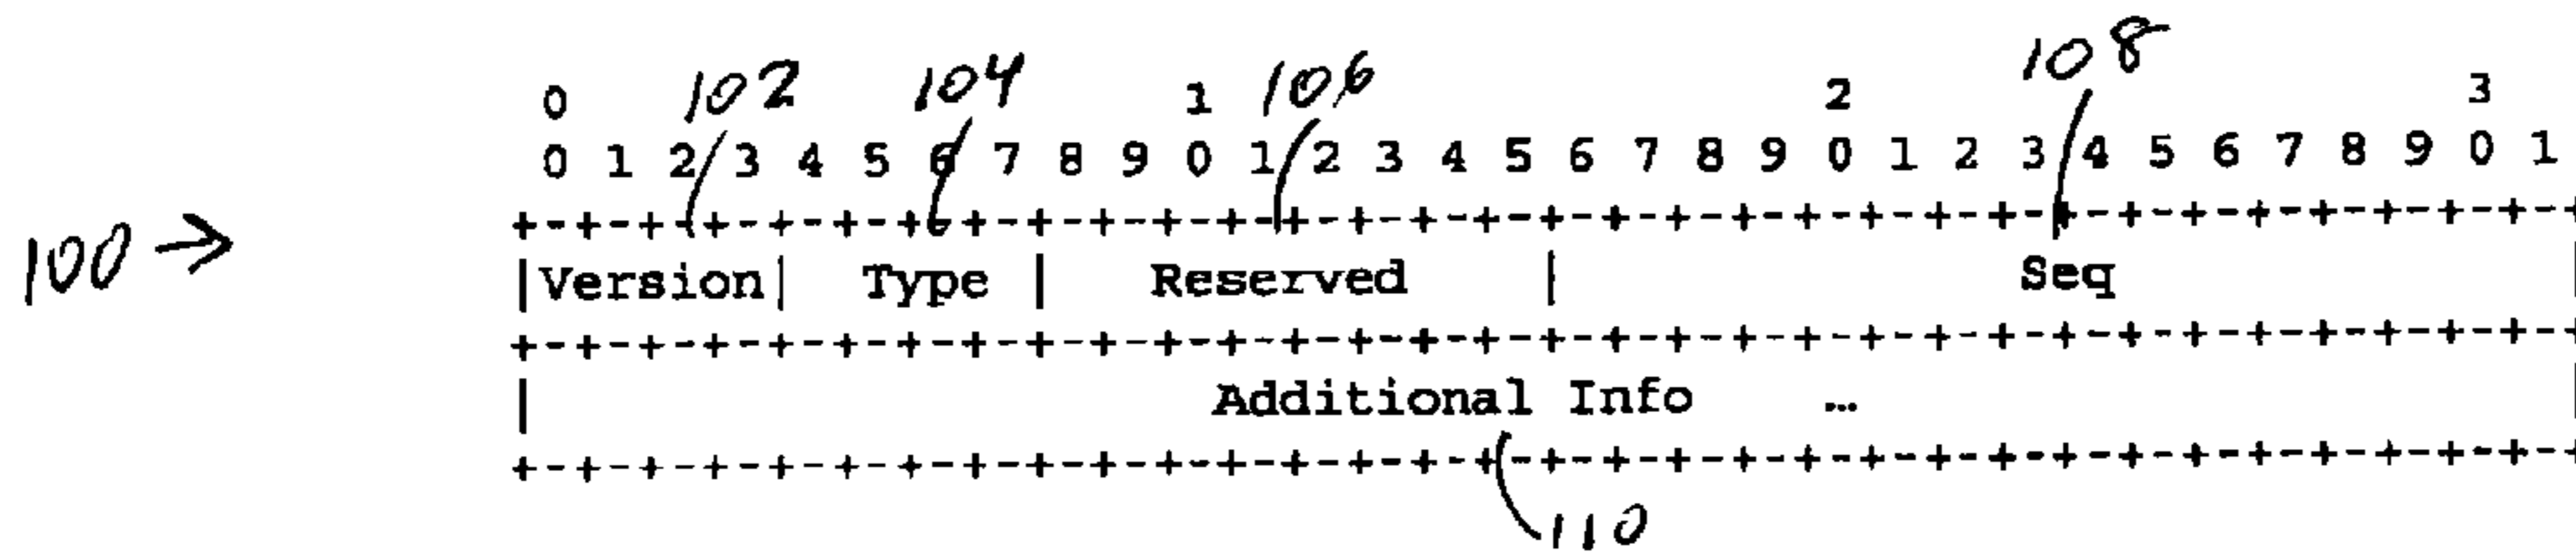 0 102 104 1 106 2 108 3
0 1 2 3 4 5 6 7 8 9 0 1 2 3 4 5 6 7 8 9 0 1 2 3 4 5 6 7 8 9 0 1
+-+-+-+-+-+-+-+-+-+-+-+-+-+-+-+-+-+-+-+-+-+-+-+-+-+-+-+-+-+-+-+-+
100 → |Version| Type | Reserved | Seq |
+-+-+-+-+-+-+-+-+-+-+-+-+-+-+-+-+-+-+-+-+-+-+-+-+-+-+-+-+-+-+-+-+
| Additional Info … |
+-+-+-+-+-+-+-+-+-+-+-+-+-+-+-+-+-+-+-+-+-+-+-+-+-+-+-+-+-+-+-+-+
110